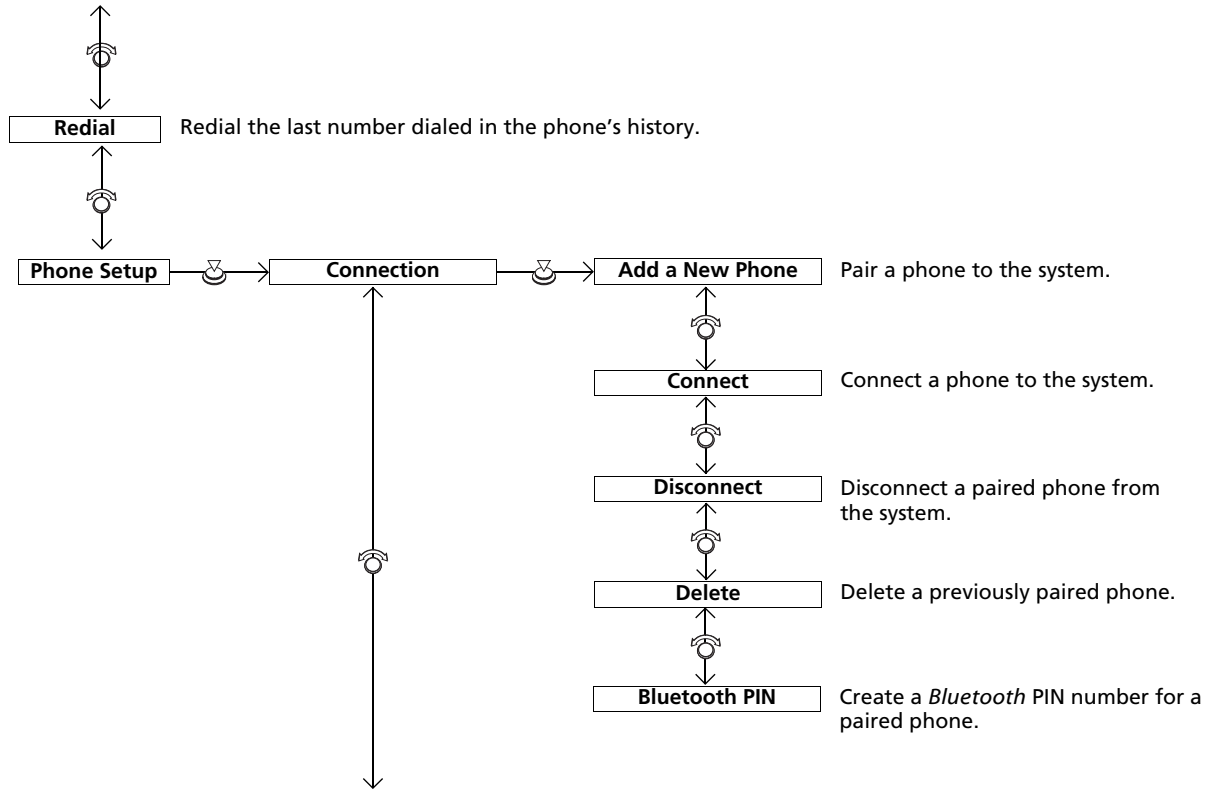 Redial
Redial the last number dialed in the phone's history.
Phone Setup
Connection
Add a New Phone
Pair a phone to the system.
Connect
Connect a phone to the system.
Disconnect
Disconnect a paired phone from
the system.
Delete
Delete a previously paired phone.
Bluetooth PIN
Create a Bluetooth PIN number for a
paired phone.